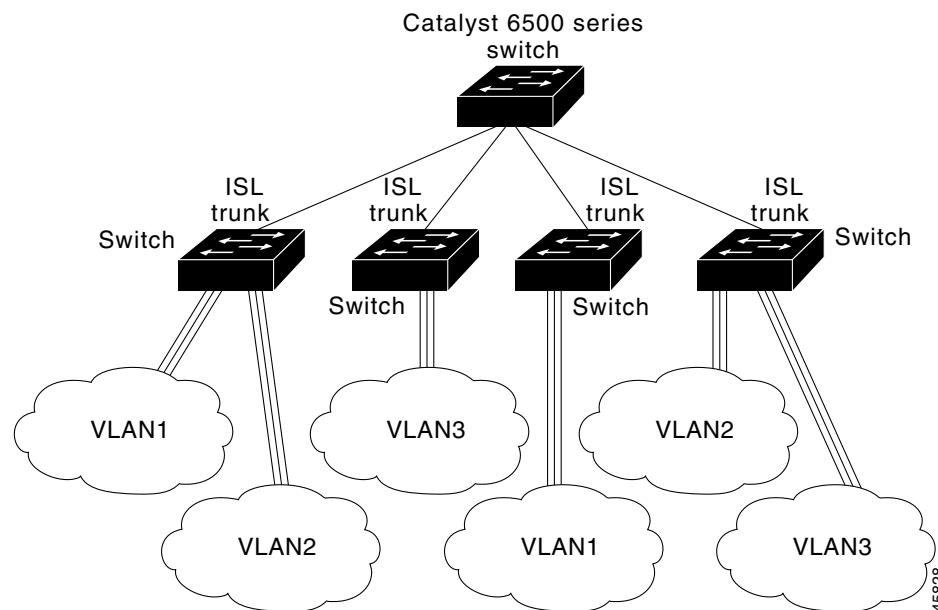 Catalyst 6500 series
switch
ISL
trunk
ISL
trunk
ISL
trunk
ISL
trunk
Switch
Switch
Switch
Switch
VLAN1
VLAN3
VLAN2
VLAN2
VLAN1
VLAN3